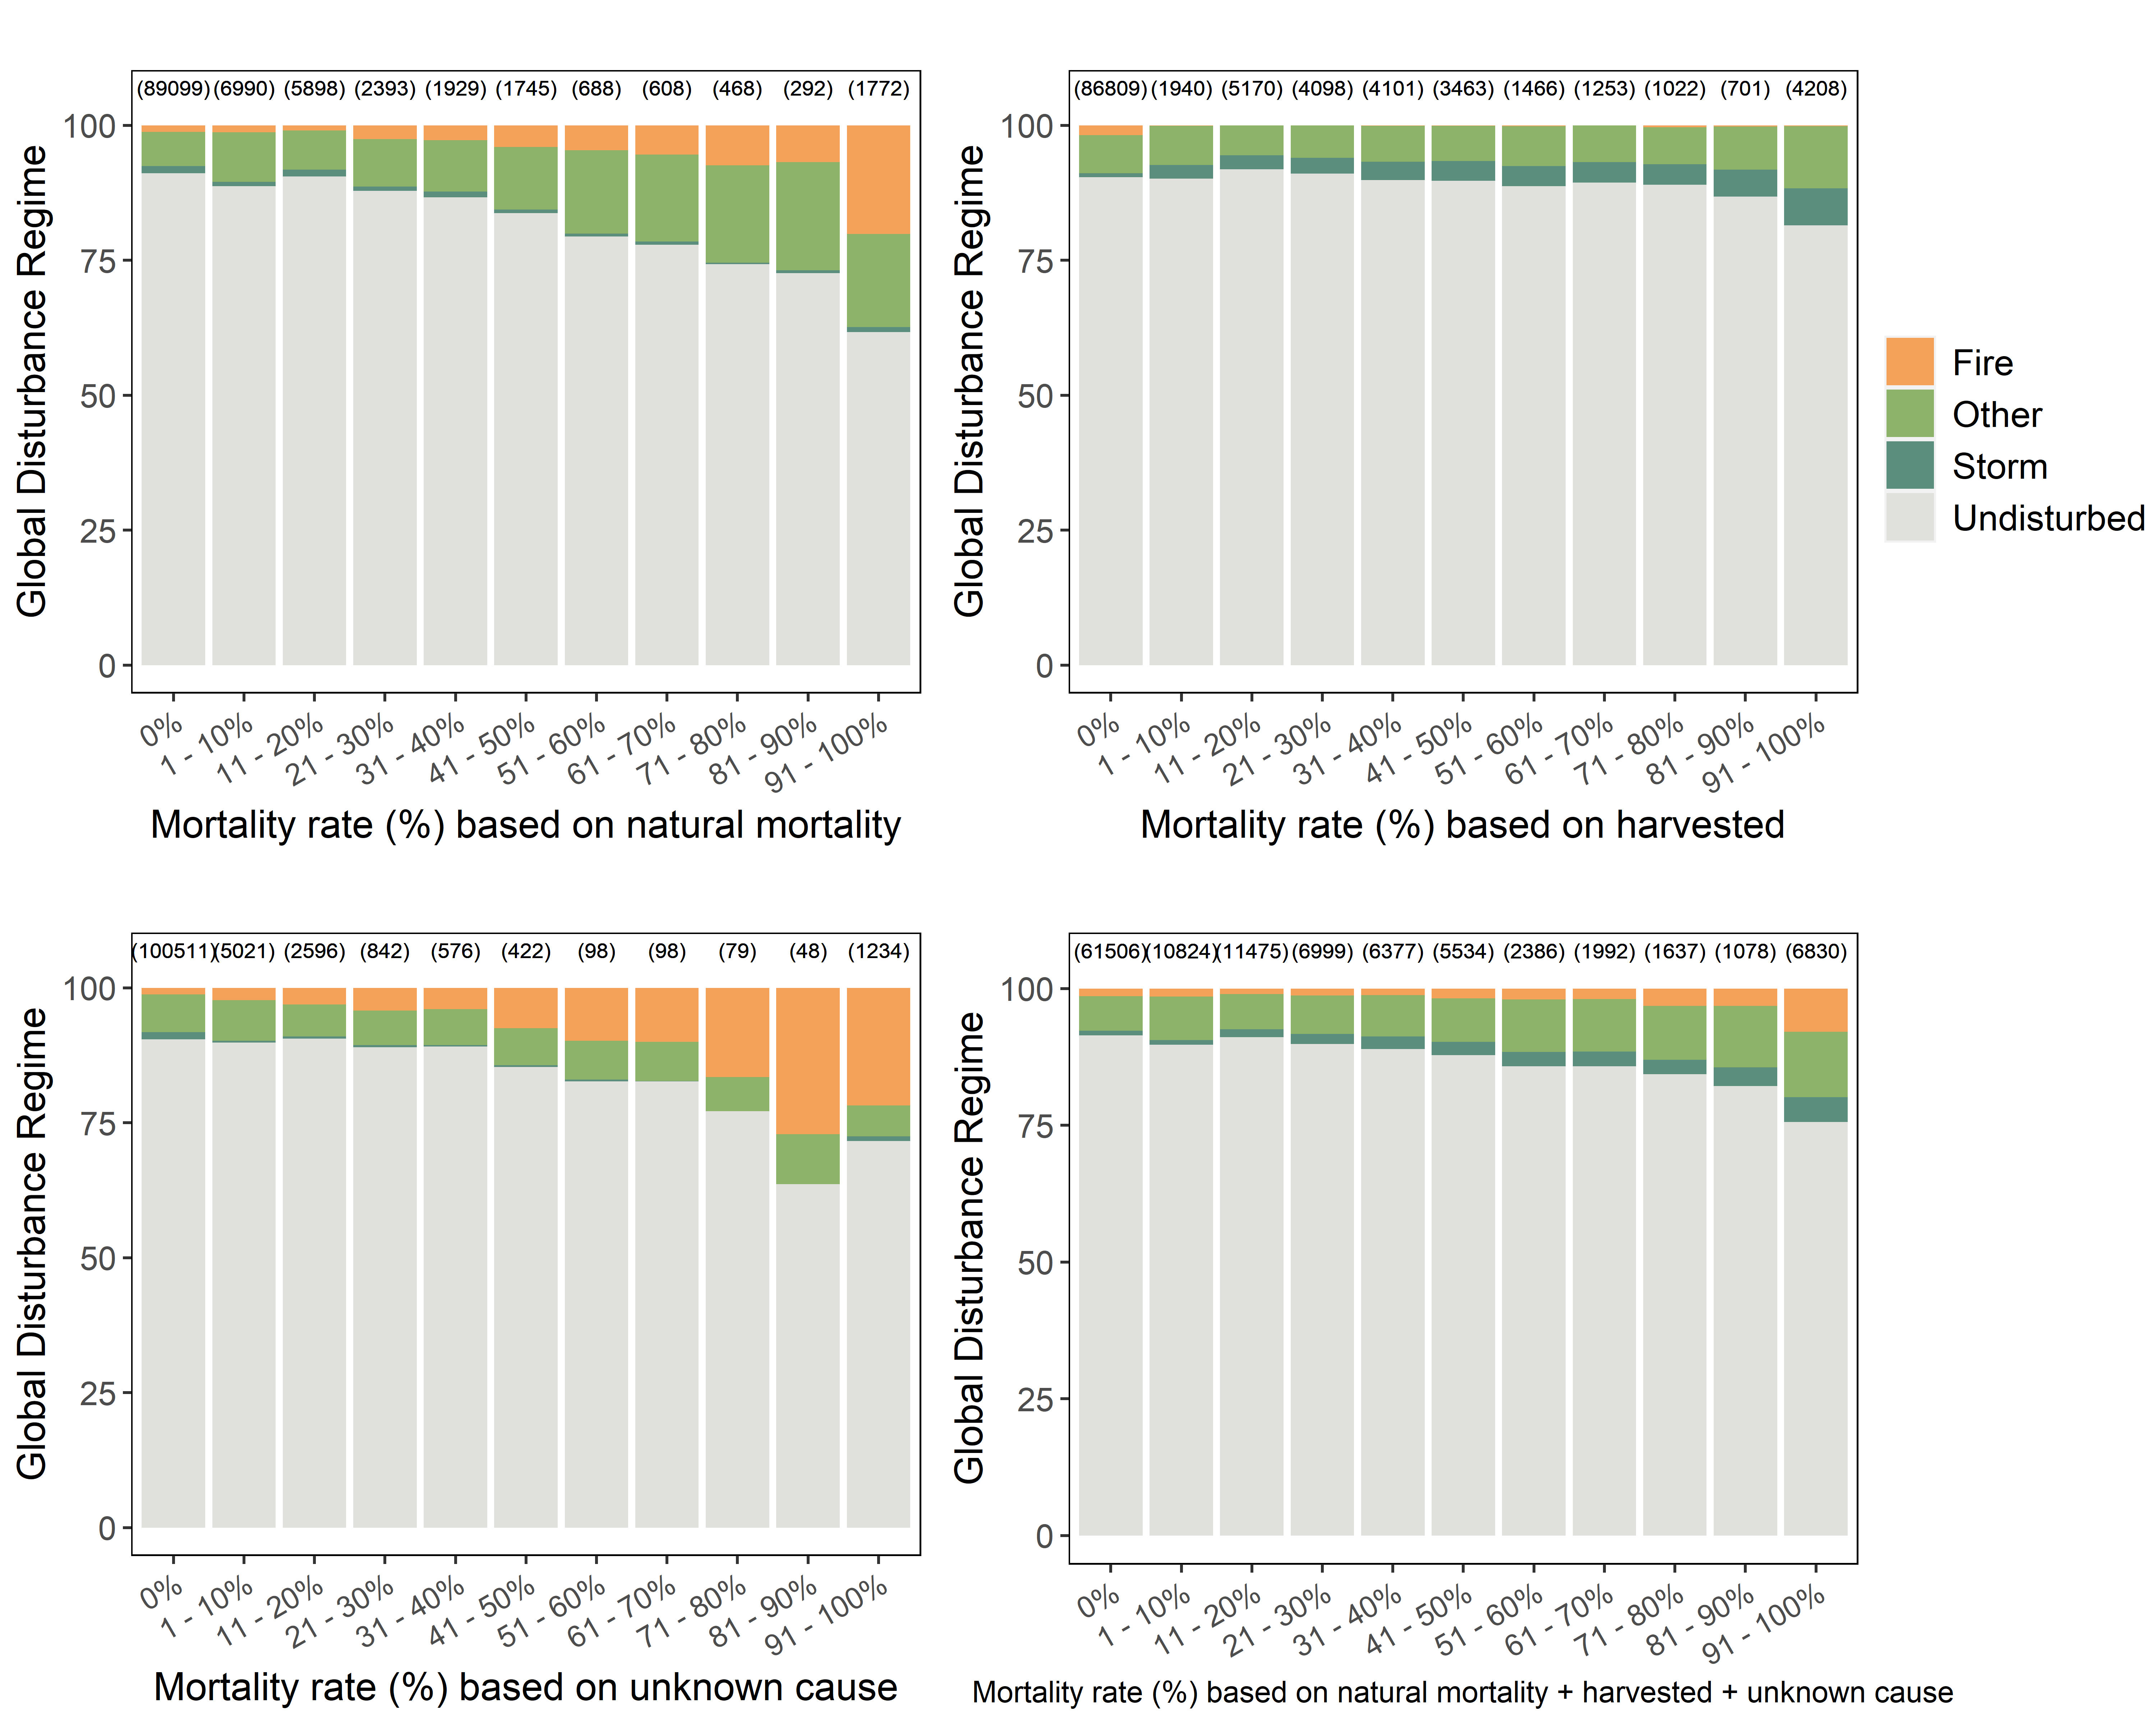 (89099) (6990) (5898) (2393) (1929) (1745) (688) (608) (468) (292) (1772)
Global Disturbance Regime
100
75
50
25
0
0%
1 - 10%
11 - 20%
21 - 30%
31 - 40%
41 - 50%
51 - 60%
61 - 70%
71 - 80%
81 - 90%
91 - 100%
Mortality rate (%) based on natural mortality
(86809) (1940) (5170) (4098) (4101) (3463) (1466) (1253) (1022) (701) (4208)
Global Disturbance Regime
100
75
50
25
0
0%
1 - 10%
11 - 20%
21 - 30%
31 - 40%
41 - 50%
51 - 60%
61 - 70%
71 - 80%
81 - 90%
91 - 100%
Mortality rate (%) based on harvested
Fire
Other
Storm
Undisturbed
(100511) (5021) (2596) (842) (576) (422) (98) (98) (79) (48) (1234)
Global Disturbance Regime
100
75
50
25
0
0%
1 - 10%
11 - 20%
21 - 30%
31 - 40%
41 - 50%
51 - 60%
61 - 70%
71 - 80%
81 - 90%
91 - 100%
Mortality rate (%) based on unknown cause
(61506) (10824) (11475) (6999) (6377) (5534) (2386) (1992) (1637) (1078) (6830)
Global Disturbance Regime
100
75
50
25
0
0%
1 - 10%
11 - 20%
21 - 30%
31 - 40%
41 - 50%
51 - 60%
61 - 70%
71 - 80%
81 - 90%
91 - 100%
Mortality rate (%) based on natural mortality + harvested + unknown cause